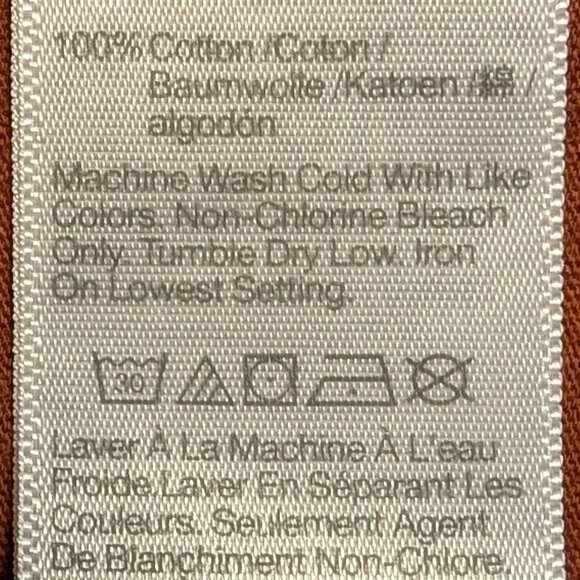 100% Cotton /Coton /
Baumwolle /Katoen /棉 /
algodón
Machine Wash Cold With Like
Colors. Non-Chlorine Bleach
Only. Tumble Dry Low. Iron
On Lowest Setting.
30
Laver À La Machine À L'eau
Froide Laver En Séparant Les
Couleurs. Seulement Agent
De Blanchiment Non-Chlore.